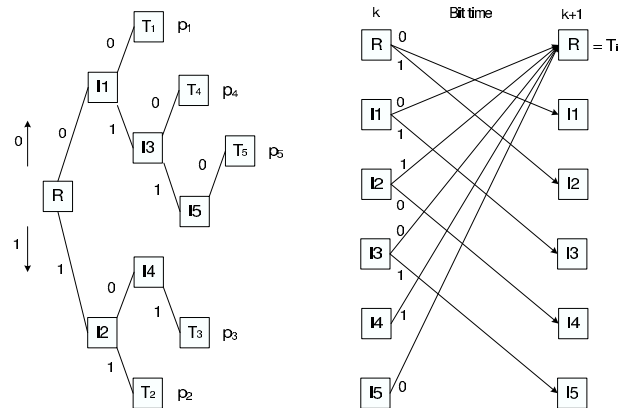 k Bit time k+1
0 T1 p1
I1
0 T4 p4
0 1 I3
0 0 T5 p5
R 1 I5
1
1 I4
0
I2 1 T3 p3
1
T2 p2
R 0 R = Ti
1
I1 0 I1
1
I2 1 I2
0
I3 0 I3
1
I4 1 I4
I5 0 I5